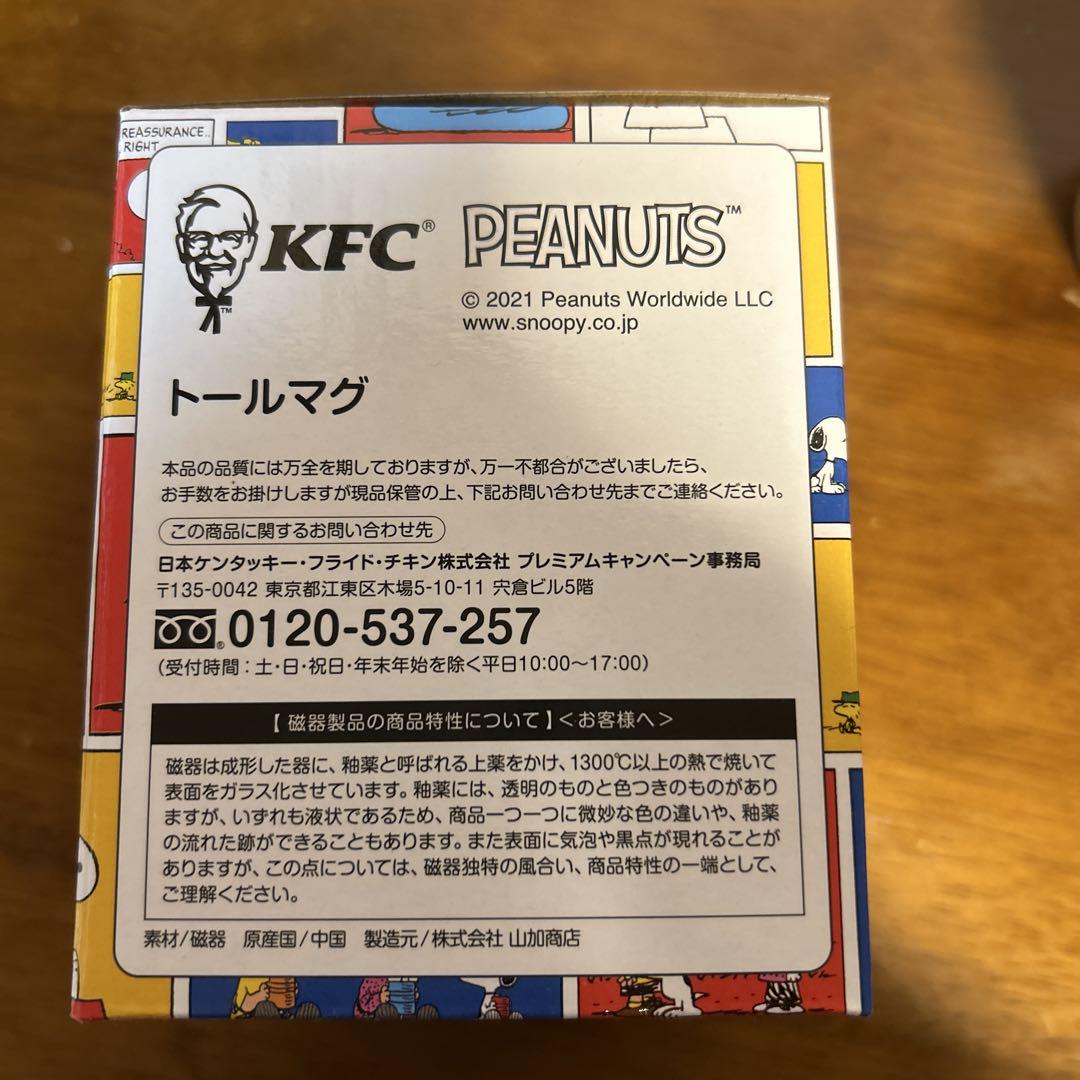 REASSURANCE..
RIGHT
KFC®
PEANUTS™
© 2021 Peanuts Worldwide LLC
www.snoopy.co.jp
™
トールマグ
本品の品質には万全を期しておりますが、万一不都合がございましたら、
お手数をお掛けしますが現品保管の上、下記お問い合わせ先までご連絡ください。
この商品に関するお問い合わせ先
日本ケンタッキー・フライド・チキン株式会社 プレミアムキャンペーン事務局
〒135-0042 東京都江東区木場5-10-11 宍倉ビル5階
®0120-537-257
(受付時間：土・日・祝日・年末年始を除く平日10:00〜17:00)
【磁器製品の商品特性について】＜お客様へ＞
磁器は成形した器に、釉薬と呼ばれる上薬をかけ、1300℃以上の熱で焼いて
表面をガラス化させています。釉薬には、透明のものと色つきのものがあり
ますが、いずれも液状であるため、商品一つ一つに微妙な色の違いや、釉薬
の流れた跡ができることもあります。また表面に気泡や黒点が現れることが
ありますが、この点については、磁器独特の風合い、商品特性の一端として、
ご理解ください。
素材/磁器 原産国/中国 製造元/株式会社 山加商店